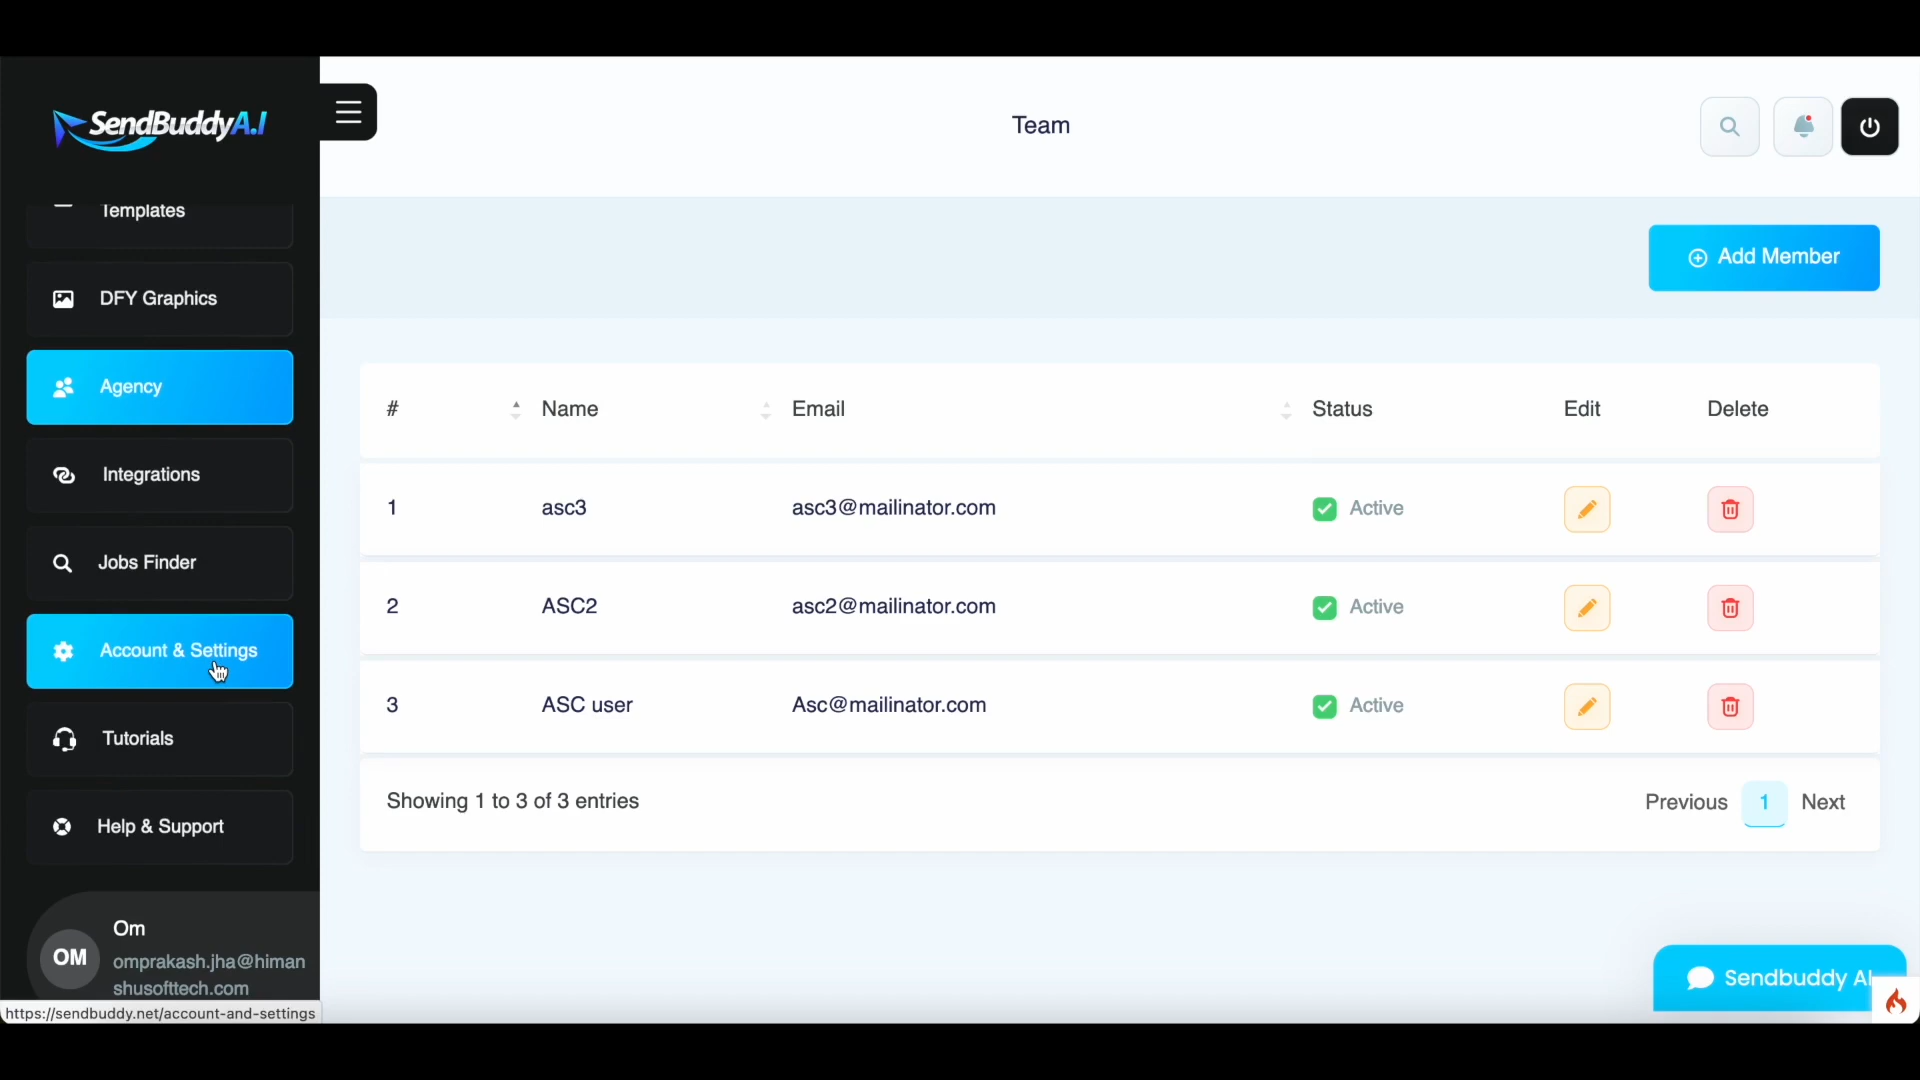 SendBuddyA.I
Team
Templates
DFY Graphics
Agency
Integrations
Jobs Finder
Account & Settings
Tutorials
Help & Support
OM
Om
omprakash.jha@himan
shusofttech.com
https://sendbuddy.net/account-and-settings
Add Member
# Name Email Status Edit Delete
1 asc3 asc3@mailinator.com Active
2 ASC2 asc2@mailinator.com Active
3 ASC user Asc@mailinator.com Active
Showing 1 to 3 of 3 entries
Previous 1 Next
Sendbuddy AI